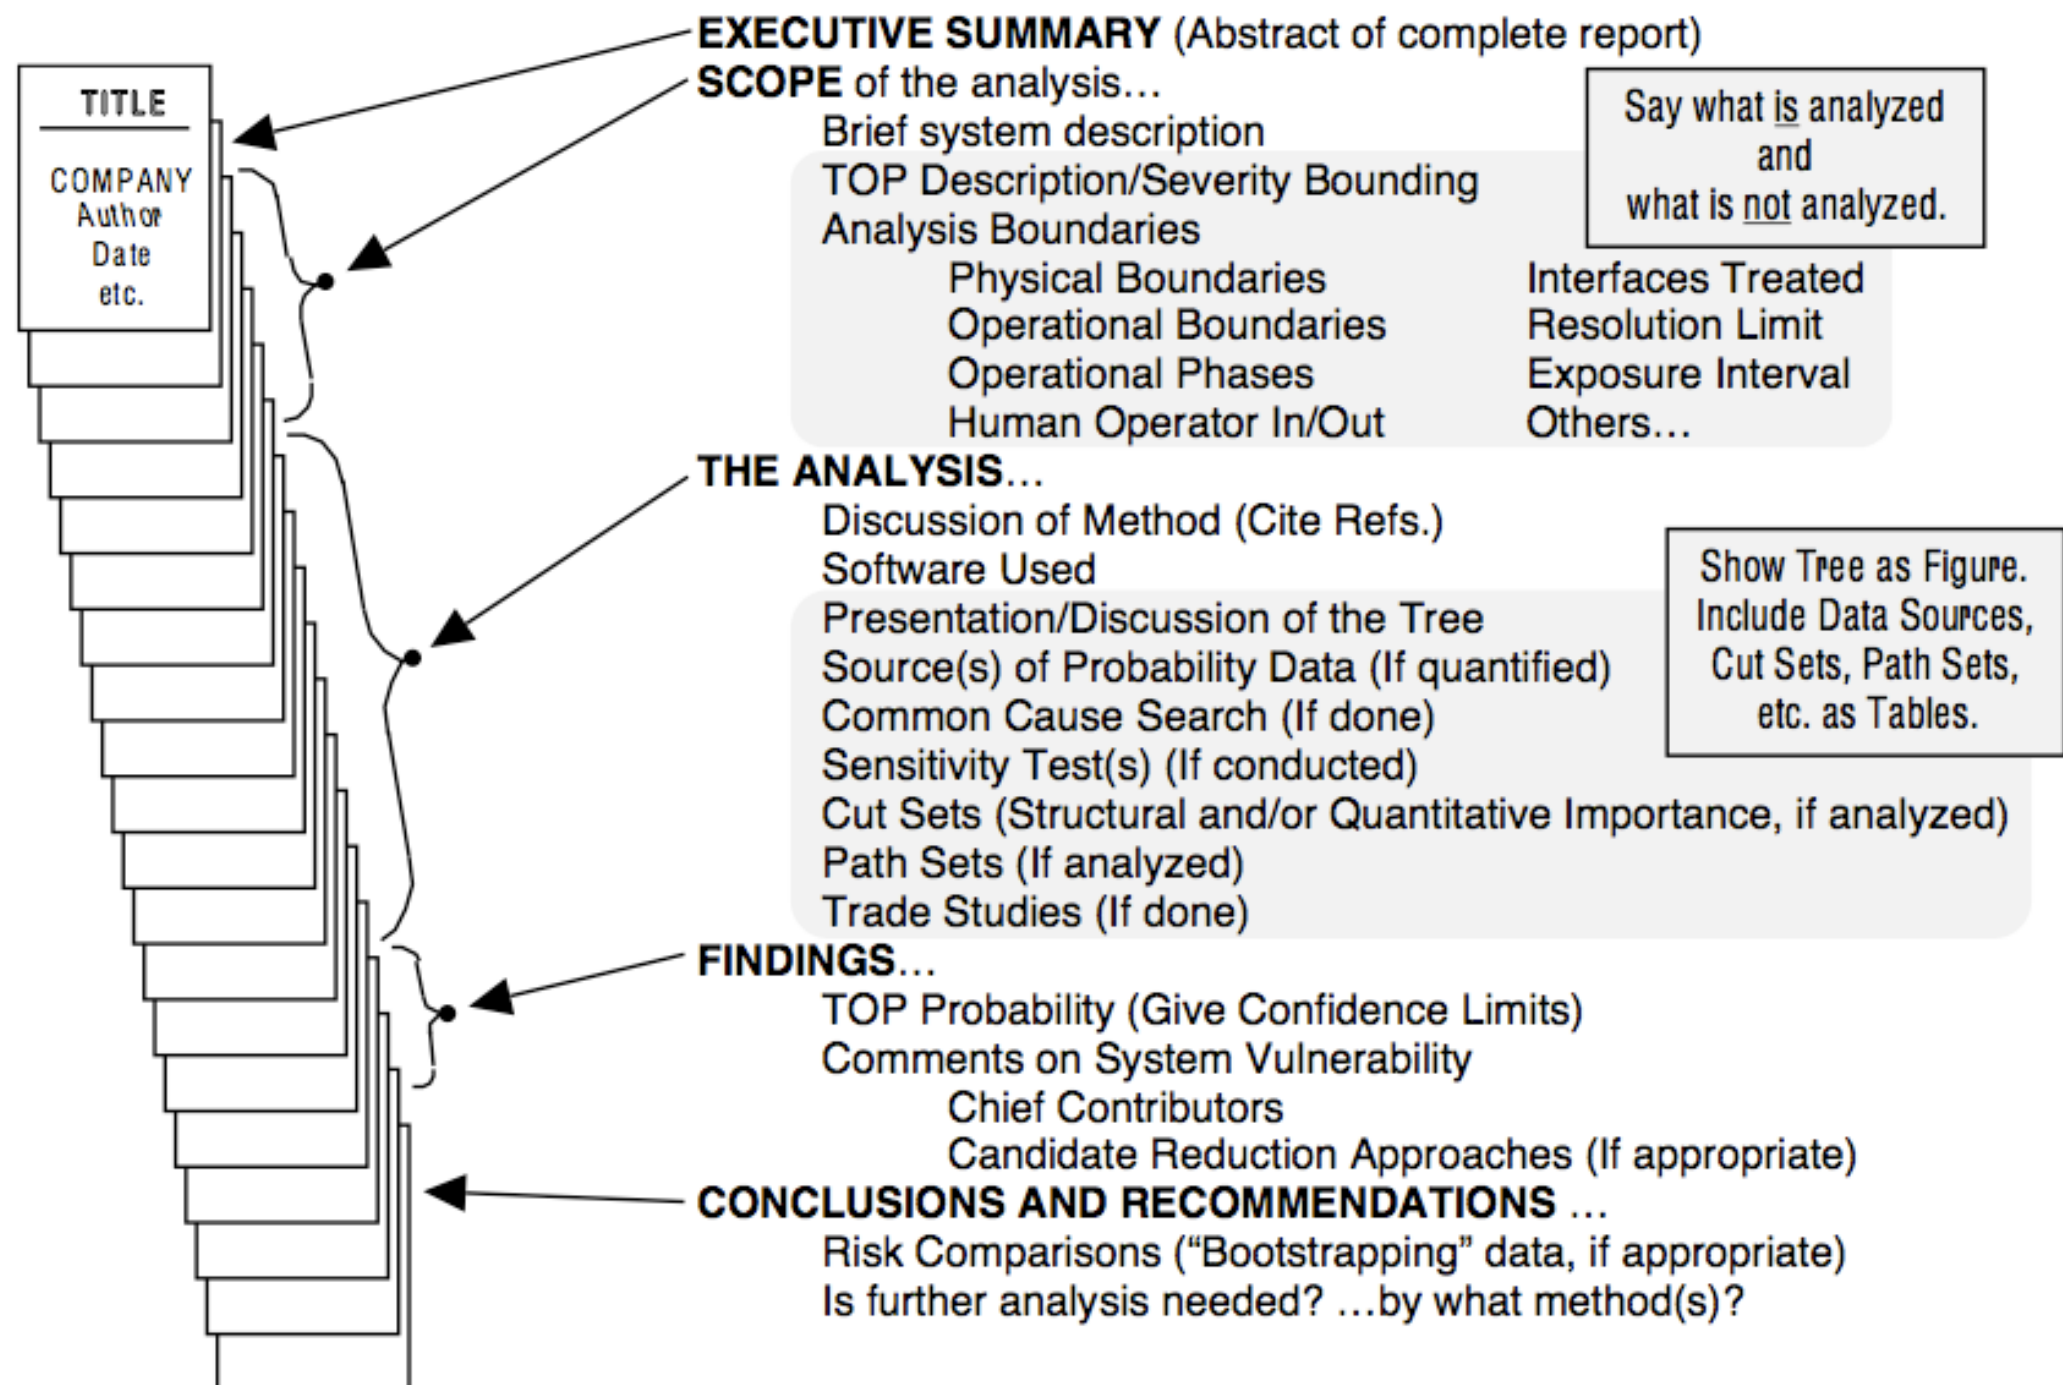 EXECUTIVE SUMMARY (Abstract of complete report)
SCOPE of the analysis…
Brief system description
TOP Description/Severity Bounding
Analysis Boundaries
Physical Boundaries
Operational Boundaries
Operational Phases
Human Operator In/Out
Interfaces Treated
Resolution Limit
Exposure Interval
Others…
Say what is analyzed
and
what is not analyzed.
TITLE
COMPANY
Author
Date
etc.
THE ANALYSIS…
Discussion of Method (Cite Refs.)
Software Used
Presentation/Discussion of the Tree
Source(s) of Probability Data (If quantified)
Common Cause Search (If done)
Sensitivity Test(s) (If conducted)
Cut Sets (Structural and/or Quantitative Importance, if analyzed)
Path Sets (If analyzed)
Trade Studies (If done)
Show Tree as Figure.
Include Data Sources,
Cut Sets, Path Sets,
etc. as Tables.
FINDINGS…
TOP Probability (Give Confidence Limits)
Comments on System Vulnerability
Chief Contributors
Candidate Reduction Approaches (If appropriate)
CONCLUSIONS AND RECOMMENDATIONS …
Risk Comparisons (“Bootstrapping” data, if appropriate)
Is further analysis needed? …by what method(s)?